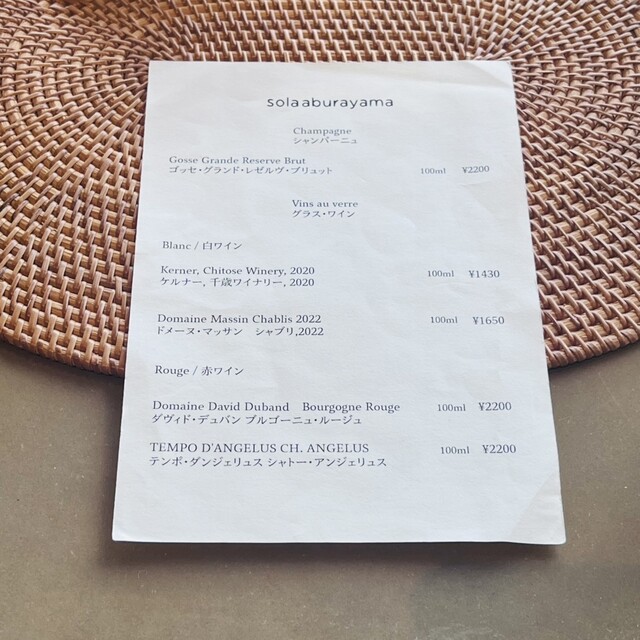 solaaburayama
Champagne
シャンパーニュ
Gosse Grande Reserve Brut 100ml ¥2200
ゴッセ・グランド・レゼルヴ・ブリュット
Vins au verre
グラス・ワイン
Blanc / 白ワイン
Kerner, Chitose Winery, 2020 100ml ¥1430
ケルナー, 千歳ワイナリー, 2020
Domaine Massin Chablis 2022 100ml ¥1650
ドメーヌ・マッサン　シャブリ,2022
Rouge / 赤ワイン
Domaine David Duband　Bourgogne Rouge 100ml ¥2200
ダヴィド・デュバン ブルゴーニュ・ルージュ
TEMPO D'ANGELUS CH. ANGELUS 100ml ¥2200
テンポ・ダンジェリュス シャトー・アンジェリュス